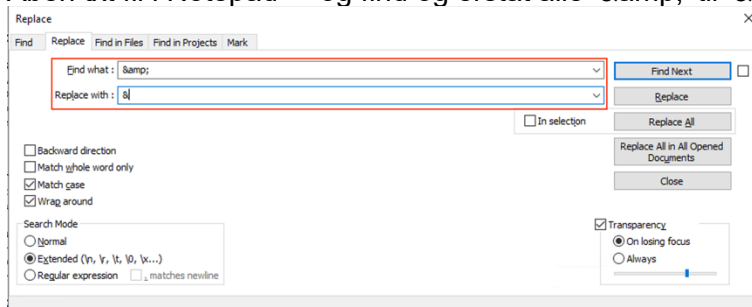 Replace
Find Replace Find in Files Find in Projects Mark
Find what : &amp; Find Next
Replace with : & Replace
In selection Replace All
Backward direction Replace All in All Opened Documents
Match whole word only
Match case Close
Wrap around
Search Mode Transparency
Normal On losing focus
Extended (\n, \r, \t, \0, \x...) Always
Regular expression . matches newline